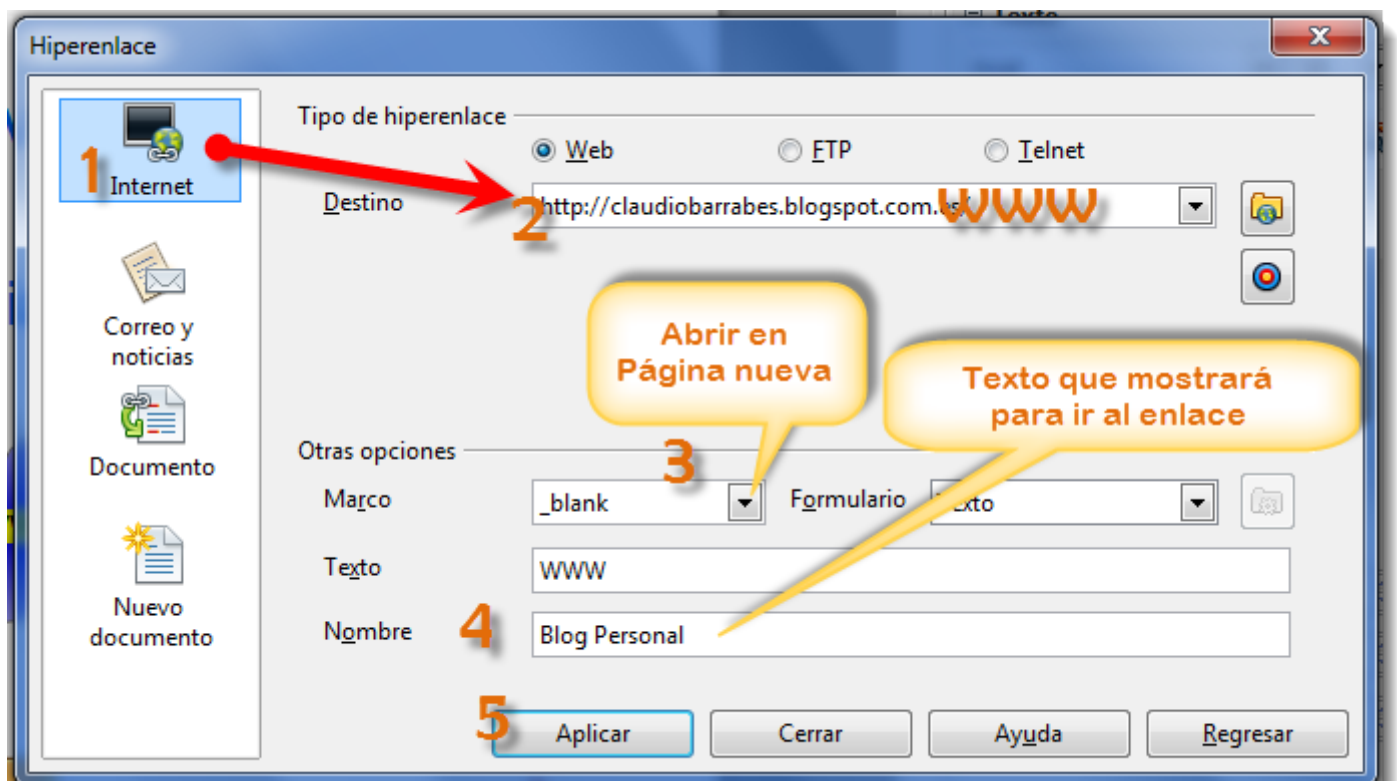 Texto
Hiperenlace
Tipo de hiperenlace
Web FTP Telnet
1
Internet
Destino
2
http://claudiobarrabes.blogspot.com.es/
WWW
Correo y
noticias
Abrir en
Página nueva
Texto que mostrará
para ir al enlace
Documento
Otras opciones
3
Marco _blank Formulario
Texto WWW
Nuevo
documento
Nombre 4 Blog Personal
5
Aplicar Cerrar Ayuda Regresar